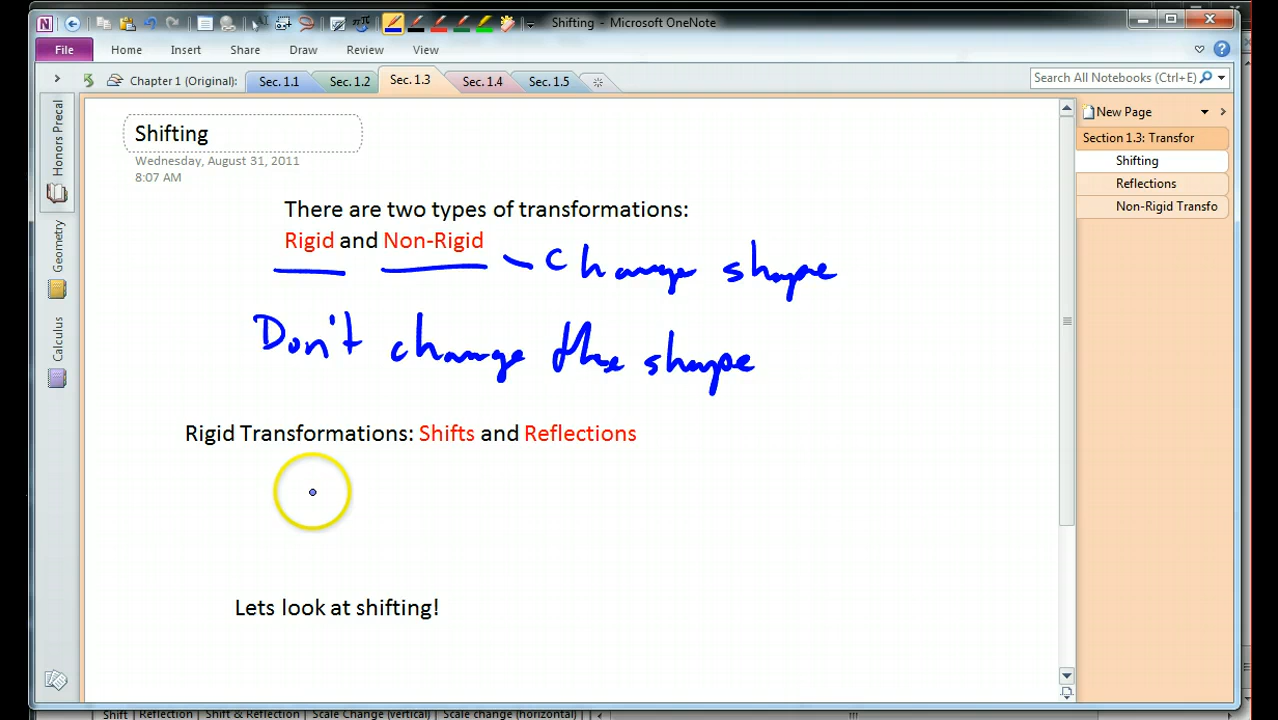 Shifting - Microsoft OneNote
File Home Insert Share Draw Review View
Chapter 1 (Original): Sec. 1.1 Sec. 1.2 Sec. 1.3 Sec. 1.4 Sec. 1.5
Search All Notebooks (Ctrl+E)
New Page
Section 1.3: Transfor
Shifting
Reflections
Non-Rigid Transfo
Honors Precal
Geometry
Calculus
Shifting
Wednesday, August 31, 2011
8:07 AM
There are two types of transformations:
Rigid and Non-Rigid - change shape
Don't change the shape
Rigid Transformations: Shifts and Reflections
Lets look at shifting!
Shift Reflection Shift & Reflection Scale Change (vertical) Scale change (horizontal)